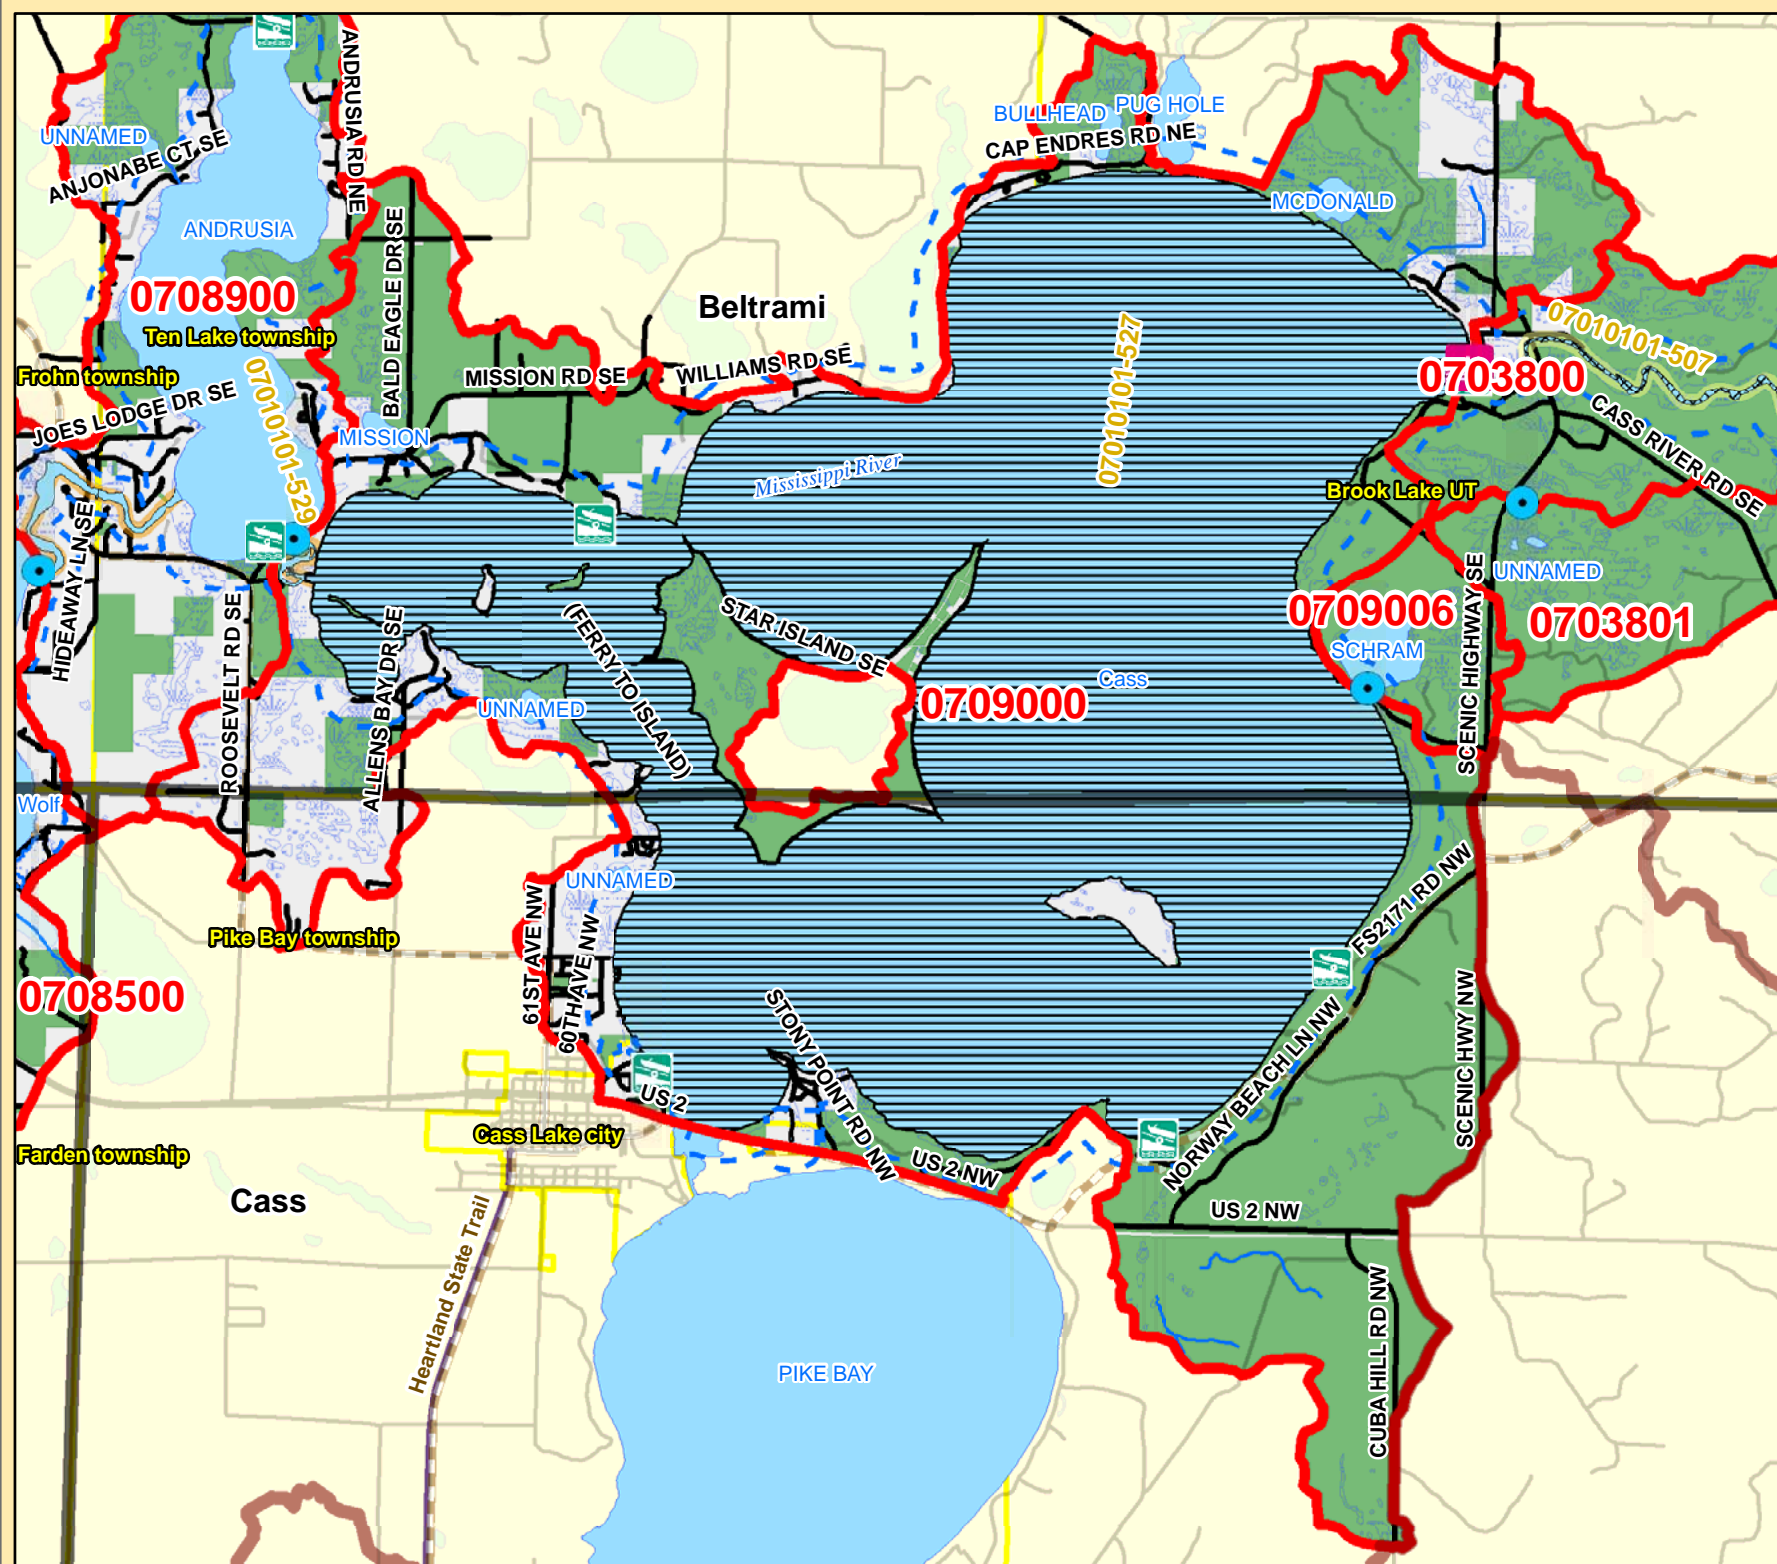 ANDRUSIA RD NE
BULLHEAD
PUG HOLE
UNNAMED
CAP ENDRES RD NE
ANJONABE CT SE
MCDONALD
ANDRUSIA
BALD EAGLE DR SE
0708900
Beltrami
Ten Lake township
07010101-527
07010101-507
Frohn township
MISSION RD SE
WILLIAMS RD SE
0703800
JOES LODGE DR SE
07010101-529
MISSION
CASS RIVER RD SE
Mississippi River
Brook Lake UT
HIDEAWAY LN SE
UNNAMED
ROOSEVELT RD SE
ALLENS BAY DR SE
(FERRY TO ISLAND)
STAR ISLAND SE
0709006
0703801
SCHRAM
SCENIC HIGHWAY SE
Cass
0709000
UNNAMED
Wolf
UNNAMED
FS2171 RD NW
61ST AVE NW
60TH AVE NW
Pike Bay township
0708500
STONY POINT RD NW
NORWAY BEACH LN NW
SCENIC HWY NW
US 2
Cass Lake city
Farden township
US 2 NW
Cass
US 2 NW
Heartland State Trail
CUBA HILL RD NW
PIKE BAY